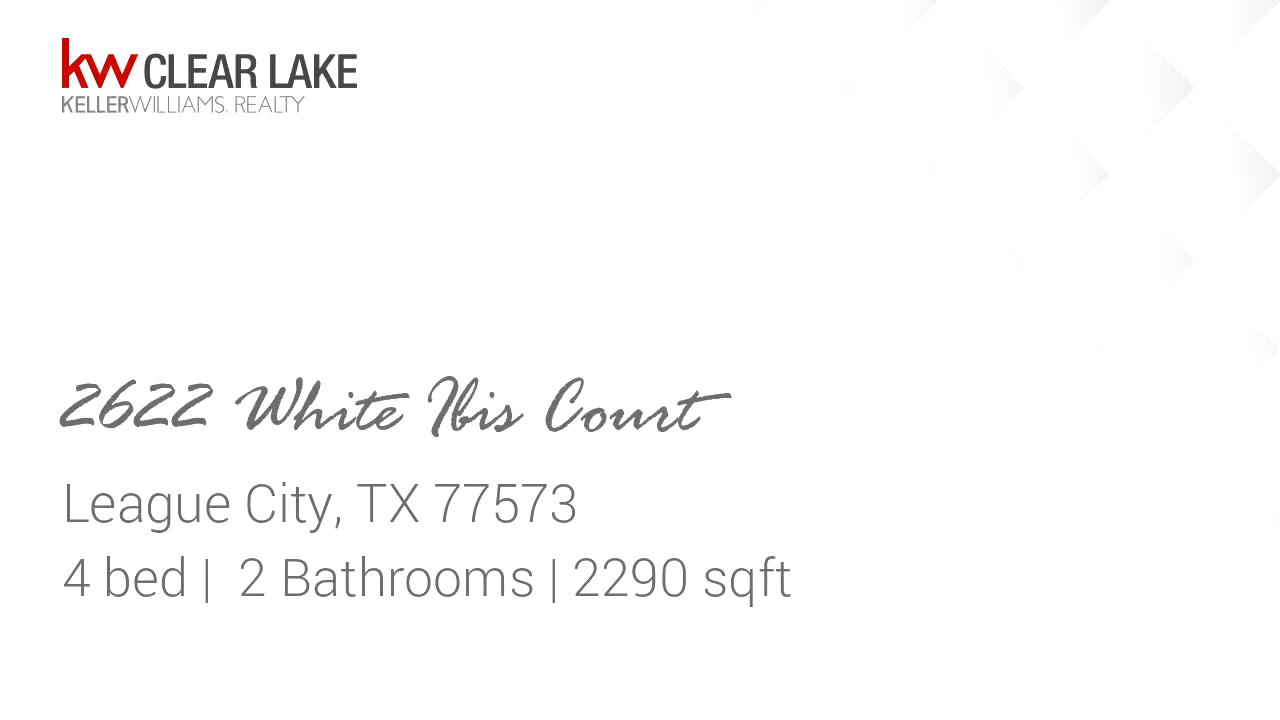 kw CLEAR LAKE
KELLERWILLIAMS. REALTY
2622 White Ibis Court
League City, TX 77573
4 bed | 2 Bathrooms | 2290 sqft